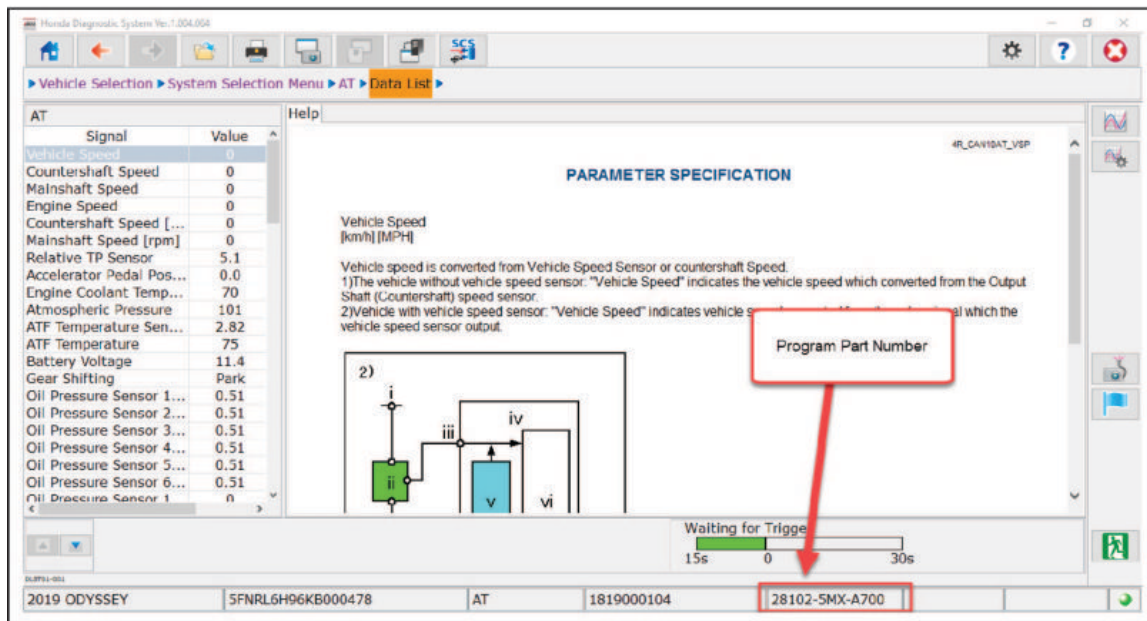 Honda Diagnostic System Ver.1.004.004
SCS
?
Vehicle Selection System Selection Menu AT Data List
AT
Signal Value
Vehicle Speed 0
Countershaft Speed 0
Mainshaft Speed 0
Engine Speed 0
Countershaft Speed [... 0
Mainshaft Speed [rpm] 0
Relative TP Sensor 5.1
Accelerator Pedal Pos... 0.0
Engine Coolant Temp... 70
Atmospheric Pressure 101
ATF Temperature Sen... 2.82
ATF Temperature 75
Battery Voltage 11.4
Gear Shifting Park
Oil Pressure Sensor 1... 0.51
Oil Pressure Sensor 2... 0.51
Oil Pressure Sensor 3... 0.51
Oil Pressure Sensor 4... 0.51
Oil Pressure Sensor 5... 0.51
Oil Pressure Sensor 6... 0.51
Oil Pressure Sensor 1 0
Help
4R_CAN10AT_VSP
PARAMETER SPECIFICATION
Vehicle Speed
[km/h] [MPH]
Vehicle speed is converted from Vehicle Speed Sensor or countershaft Speed.
1)The vehicle without vehicle speed sensor: "Vehicle Speed" indicates the vehicle speed which converted from the Output
Shaft (Countershaft) speed sensor.
2)Vehicle with vehicle speed sensor: "Vehicle Speed" indicates vehicle which the
vehicle speed sensor output.
Program Part Number
2)
i
ii
iii
iv
v
vi
Waiting for Trigge
15s 0 30s
2019 ODYSSEY 5FNRL6H96KB000478 AT 1819000104 28102-5MX-A700